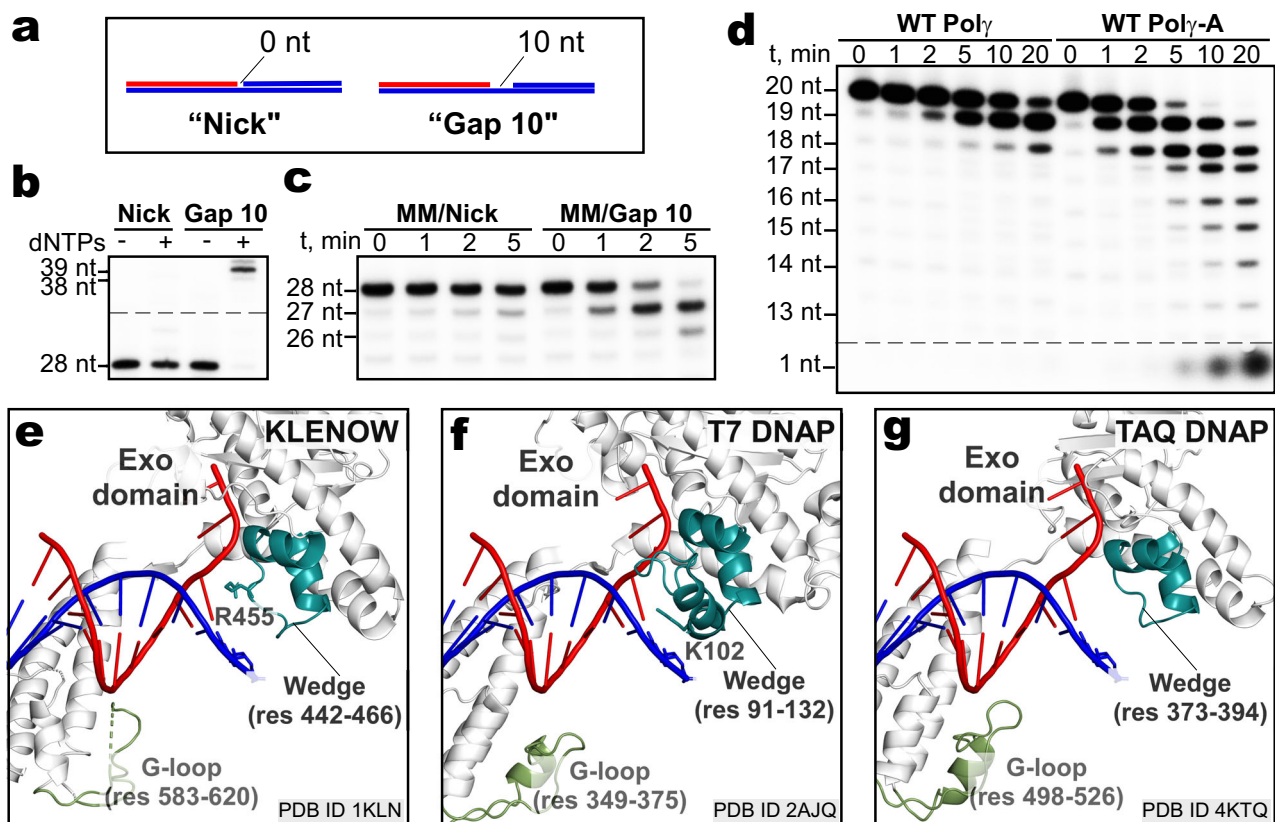 a
0 nt
10 nt
“Nick"
“Gap 10"
b
Nick Gap 10
dNTPs - + - +
39 nt
38 nt
28 nt
c
MM/Nick MM/Gap 10
t, min 0 1 2 5 0 1 2 5
28 nt
27 nt
26 nt
d
WT Polγ WT Polγ-A
t, min 0 1 2 5 10 20 0 1 2 5 10 20
20 nt
19 nt
18 nt
17 nt
16 nt
15 nt
14 nt
13 nt
1 nt
e
KLENOW
Exo
domain
R455
Wedge
(res 442-466)
G-loop
(res 583-620)
PDB ID 1KLN
f
T7 DNAP
Exo
domain
K102
Wedge
(res 91-132)
G-loop
(res 349-375)
PDB ID 2AJQ
g
TAQ DNAP
Exo
domain
Wedge
(res 373-394)
G-loop
(res 498-526)
PDB ID 4KTQ